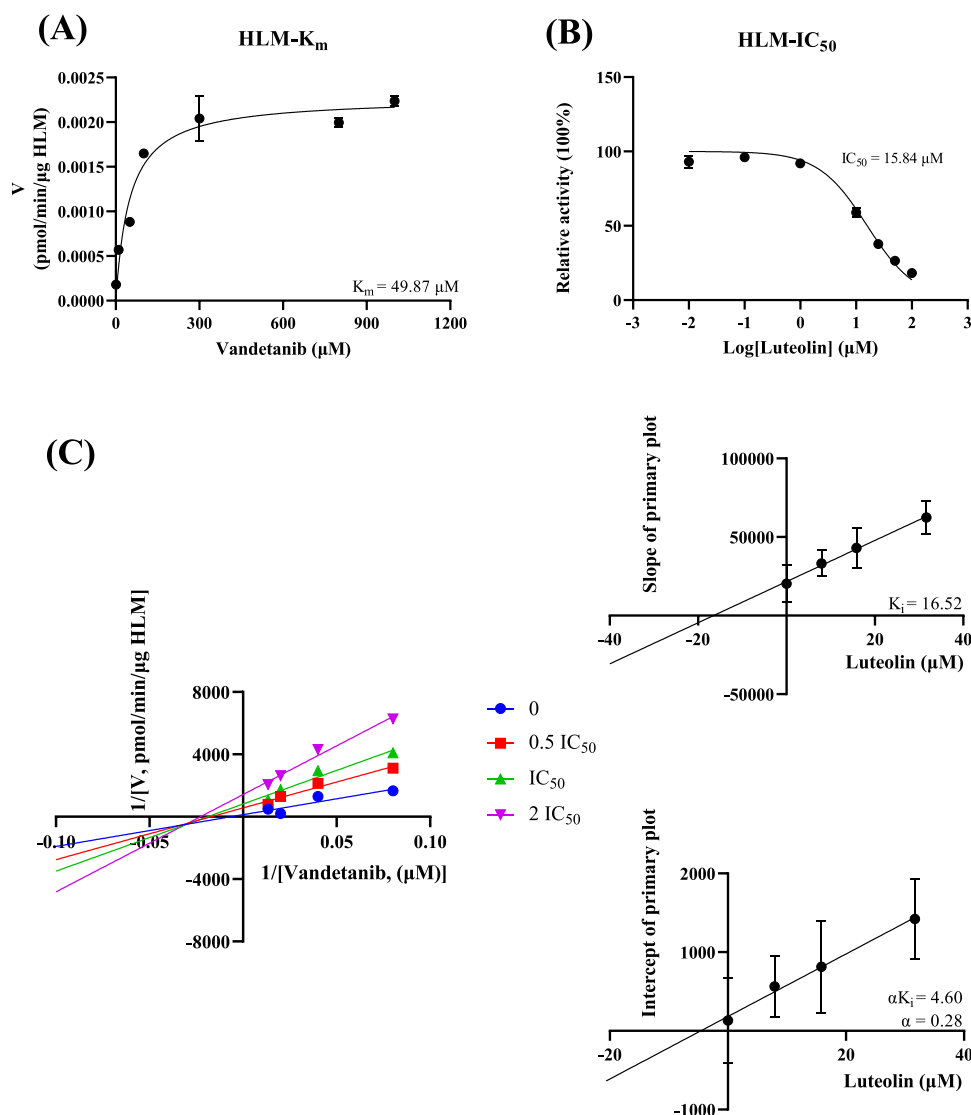 (A)
HLM-Km
V
(pmol/min/μg HLM)
0.0025
0.0020
0.0015
0.0010
0.0005
0.0000
Km = 49.87 μM
0
300
600
900
1200
Vandetanib (μM)
(B)
HLM-IC50
Relative activity (100%)
150
100
50
0
IC50 = 15.84 μM
-3
-2
-1
0
1
2
3
Log[Luteolin] (μM)
(C)
1/[V, pmol/min/μg HLM]
8000
4000
-4000
-8000
-0.10
-0.05
0.05
0.10
1/[Vandetanib, (μM)]
0
0.5 IC50
IC50
2 IC50
Slope of primary plot
100000
50000
-50000
Ki = 16.52
-40
-20
0
20
40
Luteolin (μM)
Intercept of primary plot
2000
1000
-1000
αKi = 4.60
α = 0.28
-20
0
20
40
Luteolin (μM)